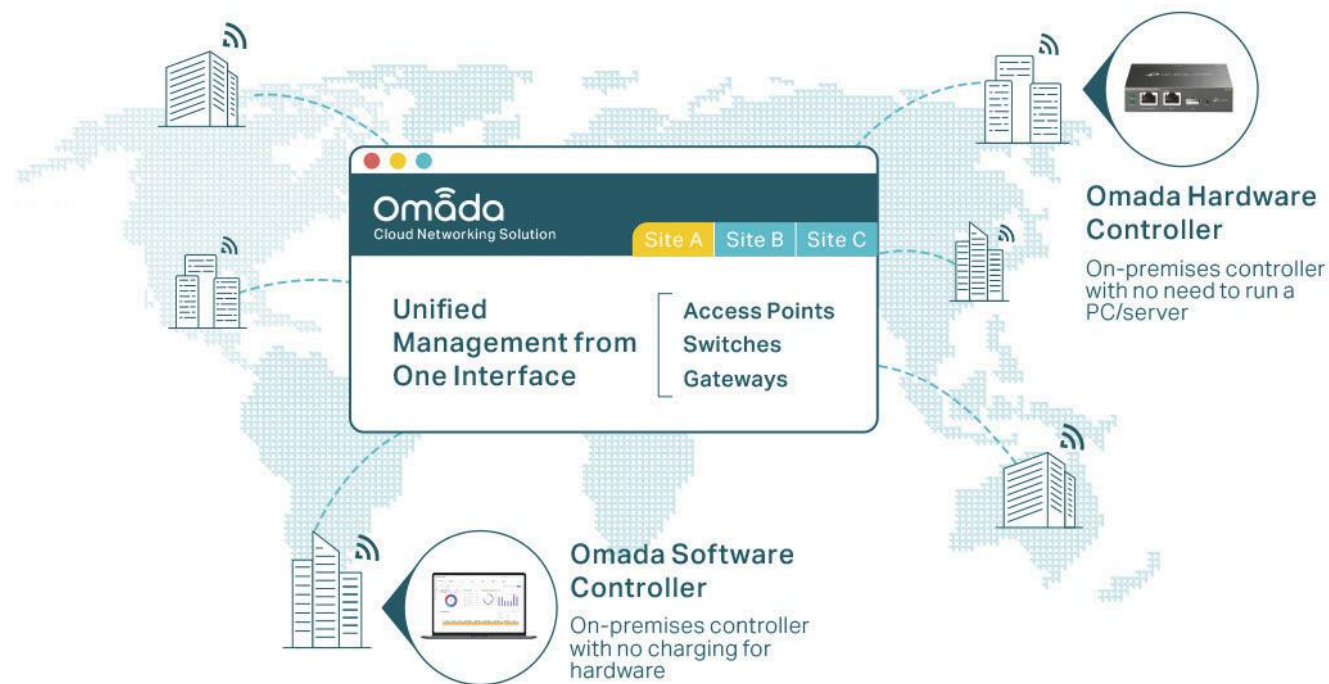 Omada
Cloud Networking Solution
Site A
Site B
Site C
Unified
Management from
One Interface
Access Points
Switches
Gateways
Omada Hardware
Controller
On-premises controller
with no need to run a
PC/server
Omada Software
Controller
On-premises controller
with no charging for
hardware